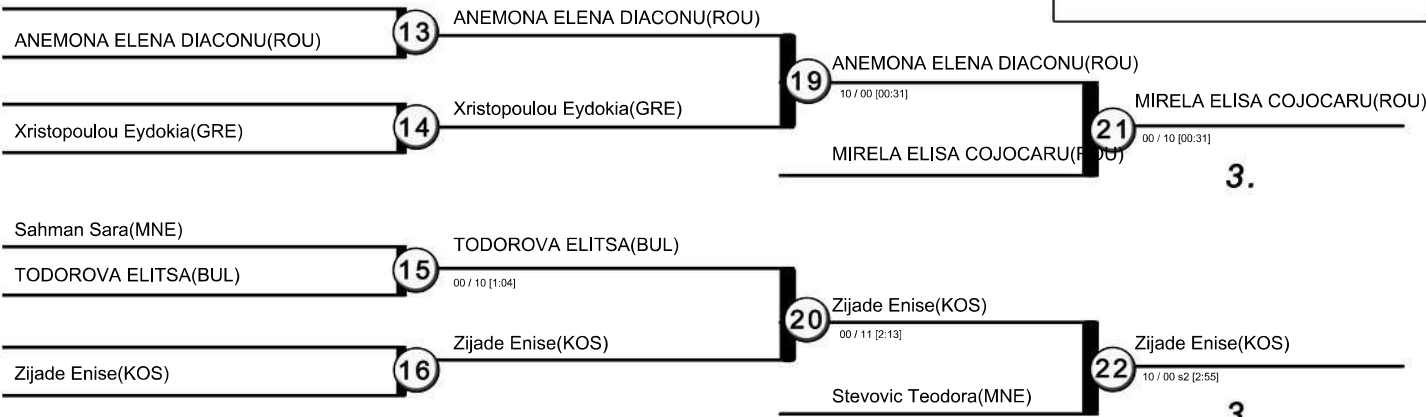 ANEMONA ELENA DIACONU(ROU)
13
ANEMONA ELENA DIACONU(ROU)
Xristopoulou Eydokia(GRE)
14
Xristopoulou Eydokia(GRE)
19
ANEMONA ELENA DIACONU(ROU)
10 / 00 [00:31]
MIRELA ELISA COJOCARU(ROU)
21
MIRELA ELISA COJOCARU(ROU)
00 / 10 [00:31]
3.
Sahman Sara(MNE)
TODOROVA ELITSA(BUL)
15
TODOROVA ELITSA(BUL)
00 / 10 [1:04]
Zijade Enise(KOS)
16
Zijade Enise(KOS)
20
Zijade Enise(KOS)
00 / 11 [2:13]
Stevovic Teodora(MNE)
22
Zijade Enise(KOS)
10 / 00 s2 [2:55]
3